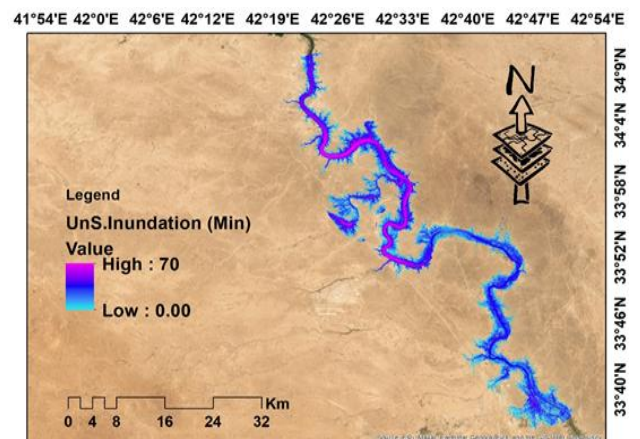 41°54'E 42°6'E 42°12'E 42°19'E 42°26'E 42°33'E 42°40'E 42°47'E 42°54'E
34°9'N
34°4'N
33°58'N
33°52'N
33°46'N
33°40'N
N
Legend
UnS.Inundation (Min)
Value
High : 70
Low : 0.00
Km
0 4 8 16 24 32